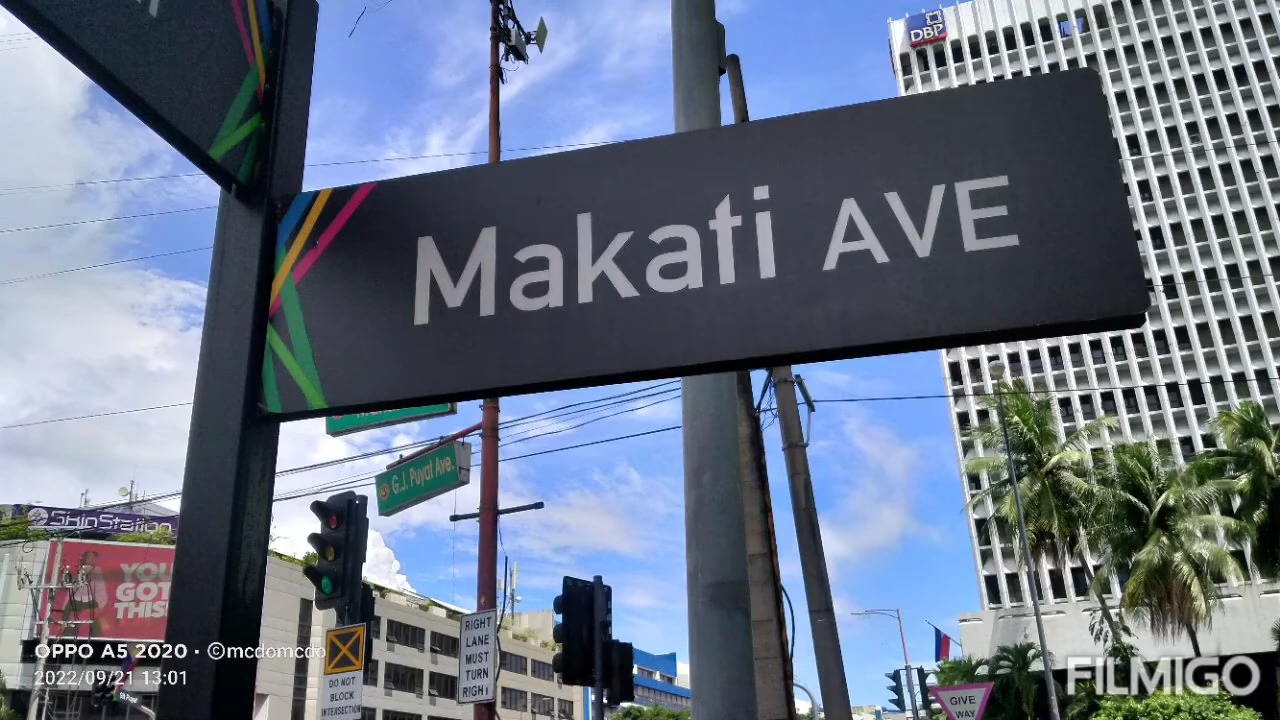 DBP
Makati AVE
G.J. Puyat Ave.
SkinStation
YOU
GOT
THIS!
RIGHT
LANE
MUST
TURN
RIGHT
DO NOT
BLOCK
INTERSECTION
GIVE
WAY
OPPO A5 2020 · ©mcdomcdo
2022/09/21 13:01
FILMIGO